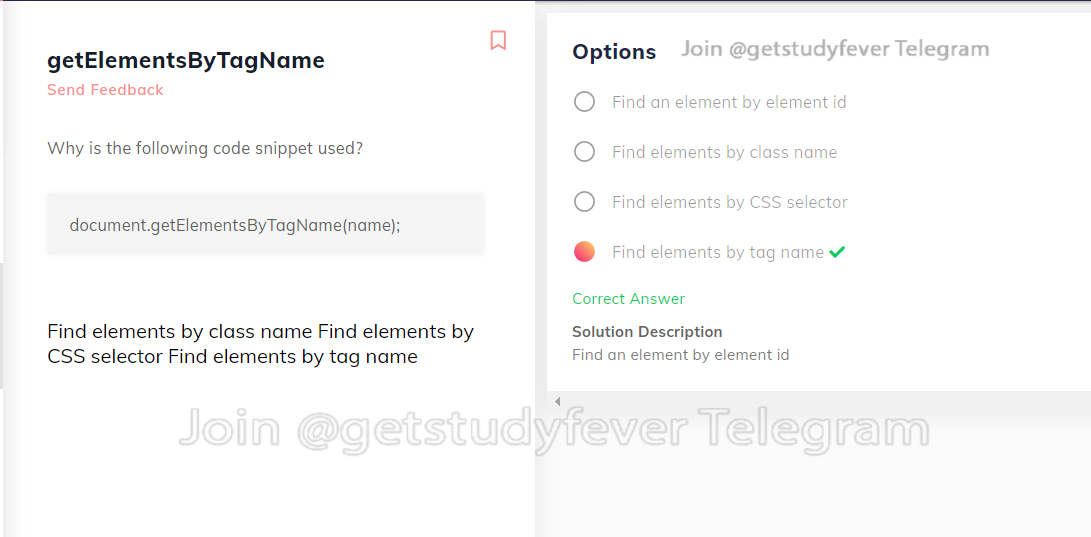 getElementsByTagName
Send Feedback
Why is the following code snippet used?
document.getElementsByTagName(name);
Find elements by class name Find elements by
CSS selector Find elements by tag name
Options
Join @getstudyfever Telegram
Find an element by element id
Find elements by class name
Find elements by CSS selector
Find elements by tag name
Correct Answer
Solution Description
Find an element by element id
Join @getstudyfever Telegram